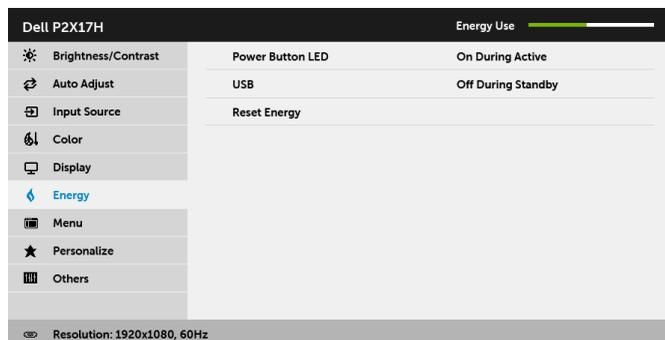 Dell P2X17H Energy Use
Brightness/Contrast Power Button LED On During Active
Auto Adjust USB Off During Standby
Input Source Reset Energy
Color
Display
Energy
Menu
Personalize
Others
Resolution: 1920x1080, 60Hz